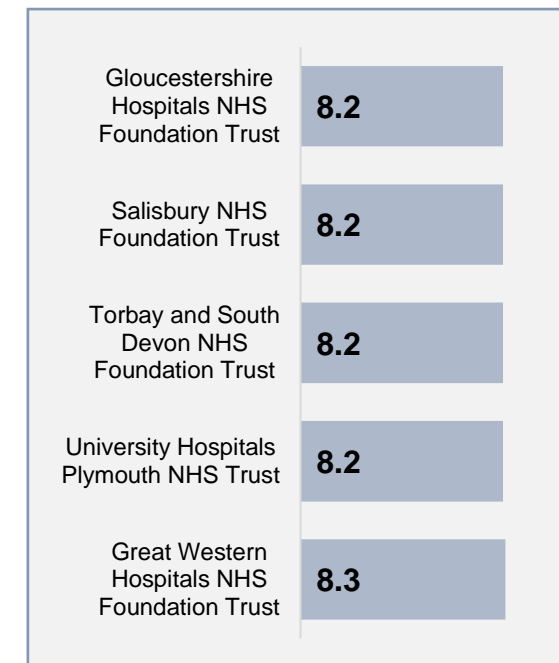 Gloucestershire
Hospitals NHS
Foundation Trust
8.2
Salisbury NHS
Foundation Trust
8.2
Torbay and South
Devon NHS
Foundation Trust
8.2
University Hospitals
Plymouth NHS Trust
8.2
Great Western
Hospitals NHS
Foundation Trust
8.3